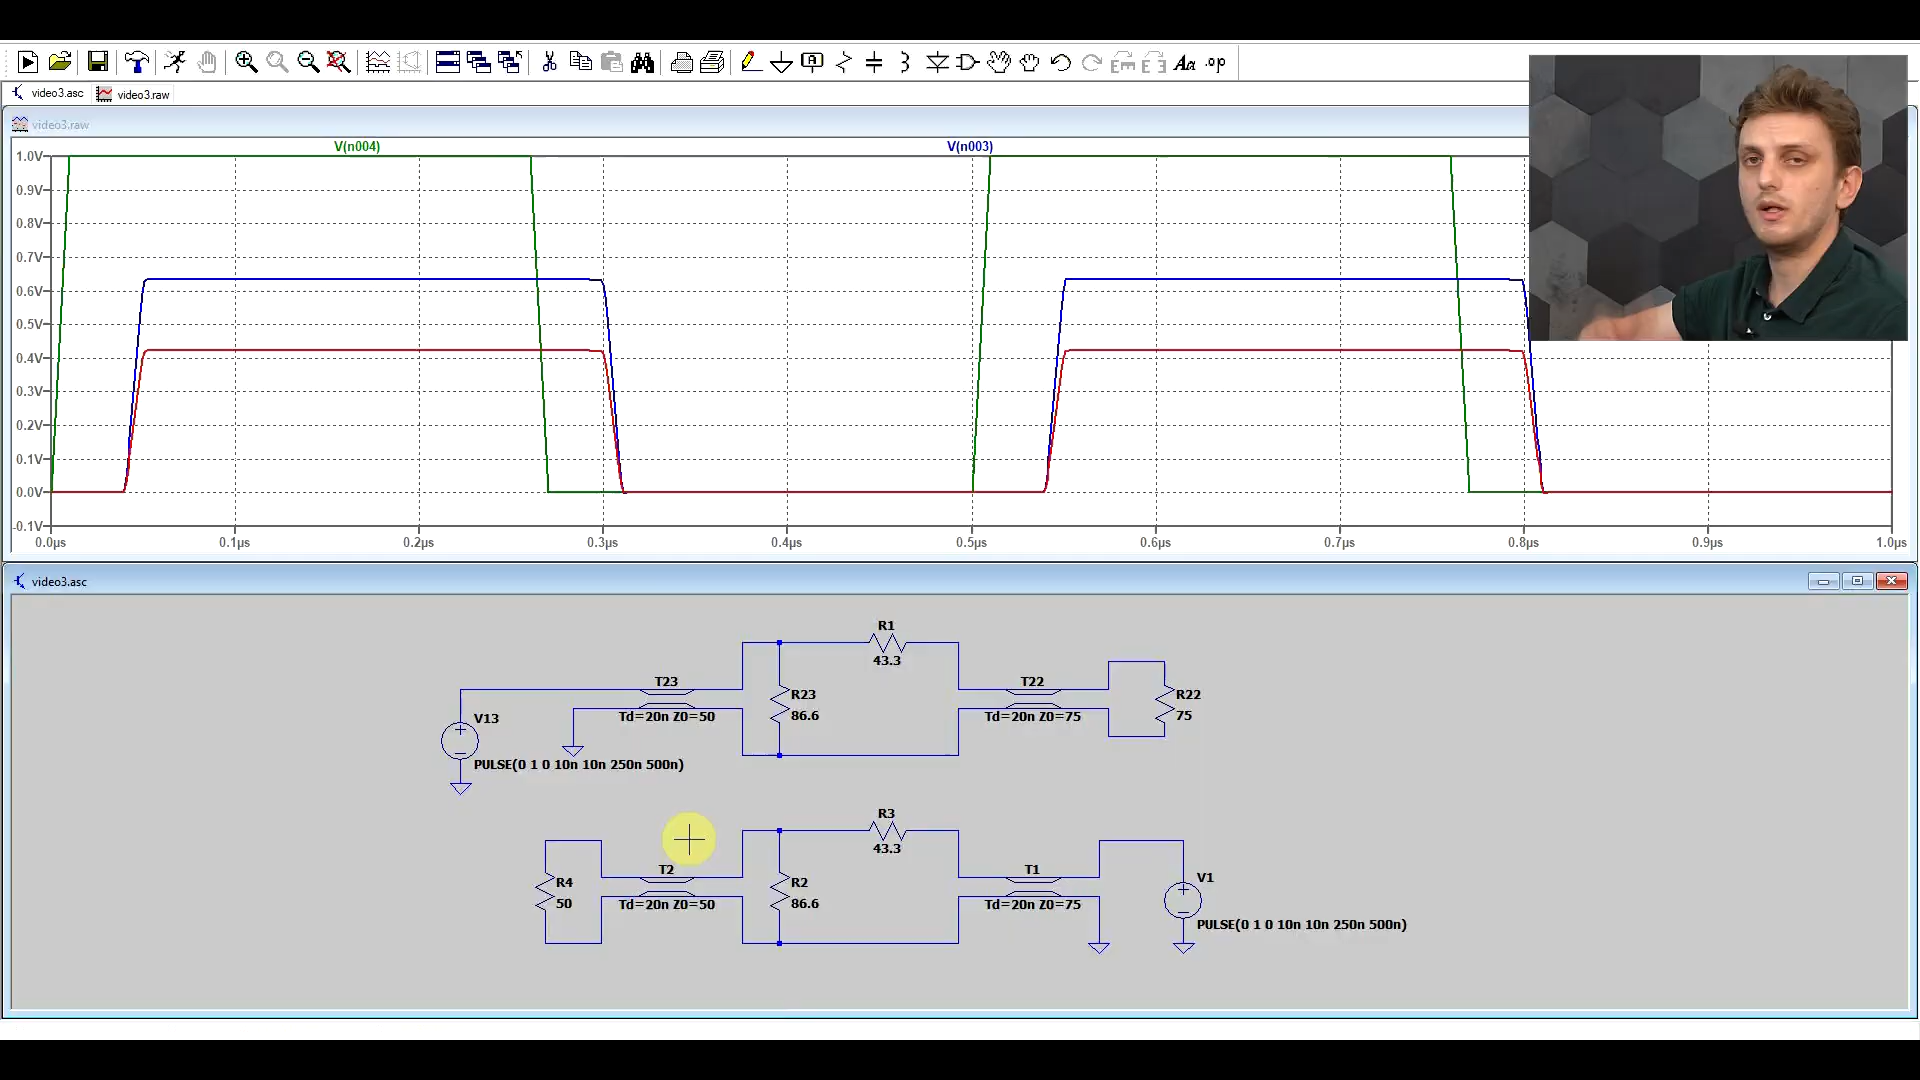 Aa .op
video3.asc video3.raw
video3.raw
V(n004) V(n003)
1.0V
0.9V
0.8V
0.7V
0.6V
0.5V
0.4V
0.3V
0.2V
0.1V
0.0V
-0.1V
0.0µs 0.1µs 0.2µs 0.3µs 0.4µs 0.5µs 0.6µs 0.7µs 0.8µs 0.9µs 1.0µs
video3.asc
R1
43.3
T23
Td=20n Z0=50
R23
86.6
T22
Td=20n Z0=75
R22
75
V13
PULSE(0 1 0 10n 10n 250n 500n)
R3
43.3
R4
50
T2
Td=20n Z0=50
R2
86.6
T1
Td=20n Z0=75
V1
PULSE(0 1 0 10n 10n 250n 500n)